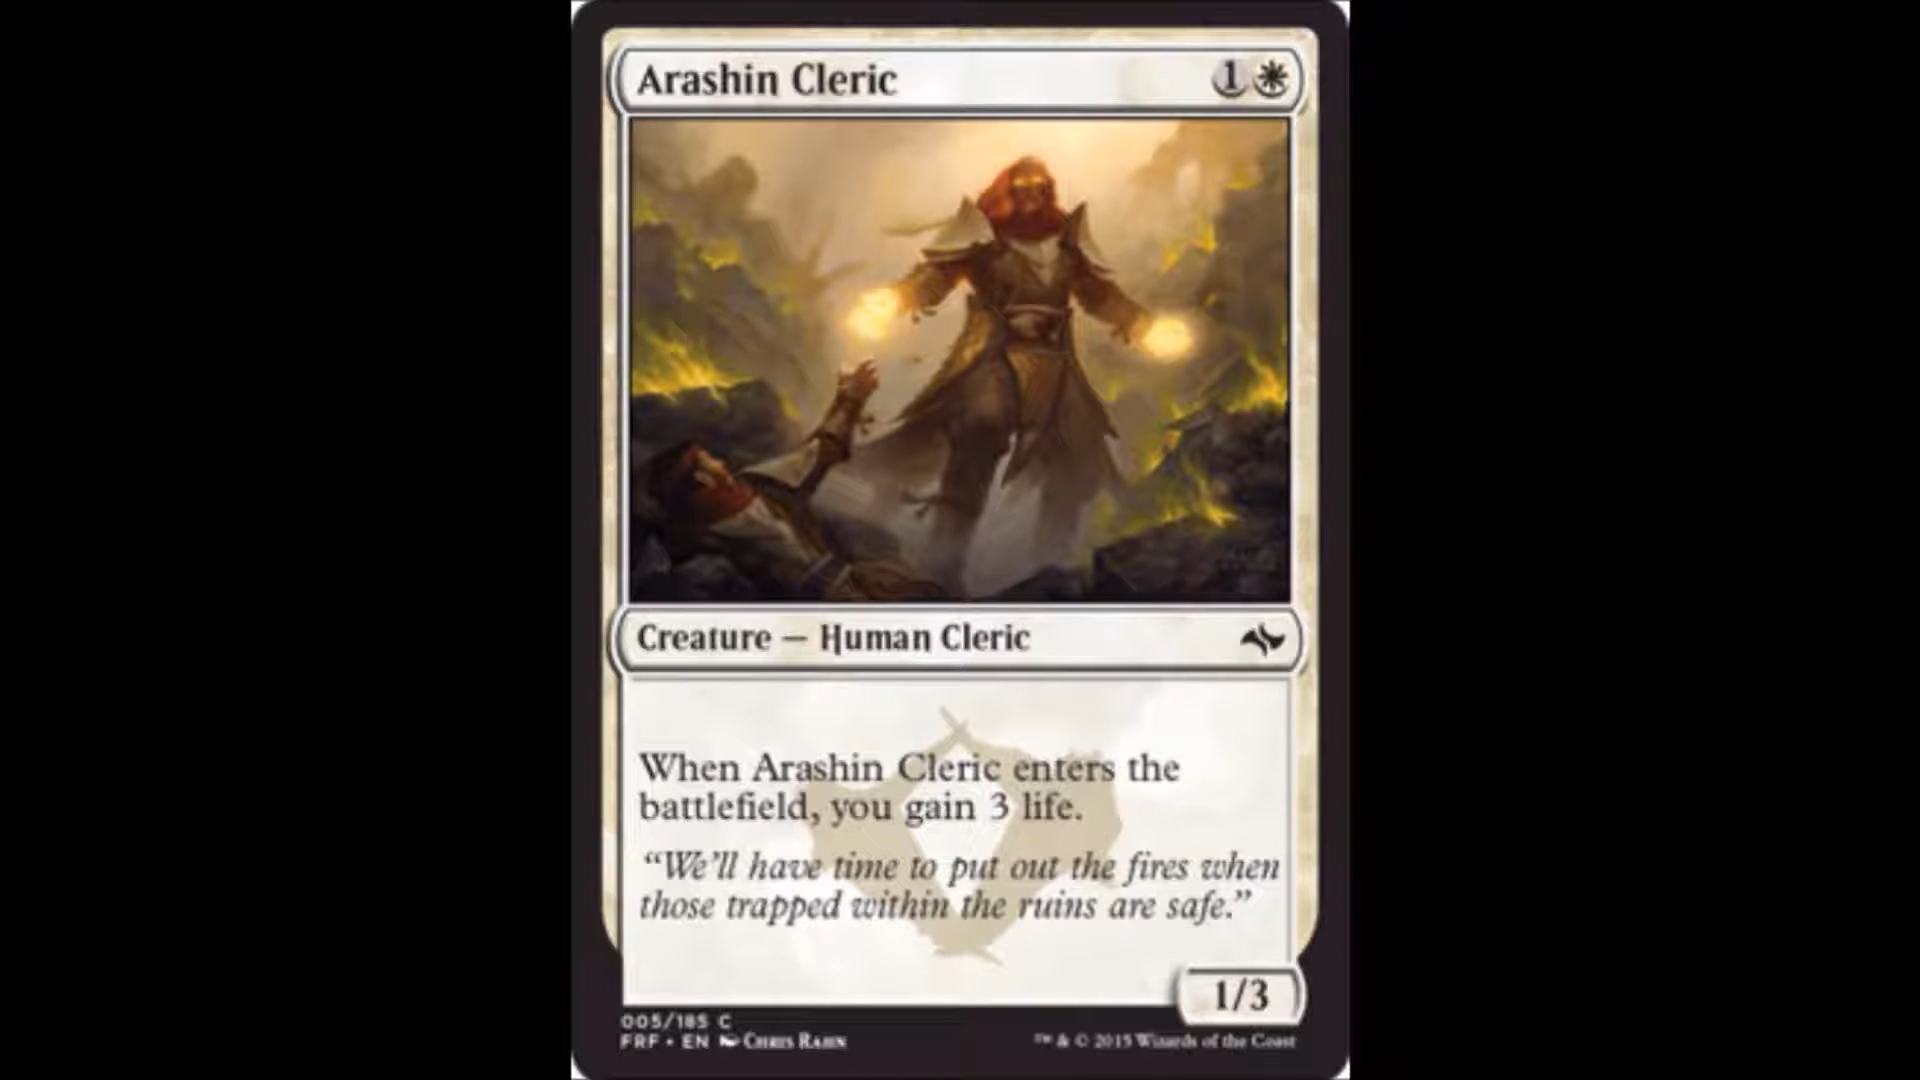 Arashin Cleric 1
Creature — Human Cleric
When Arashin Cleric enters the
battlefield, you gain 3 life.
“We’ll have time to put out the fires when
those trapped within the ruins are safe.”
1/3
005/185 C
FRF • EN Chris Rahn
™ & © 2015 Wizards of the Coast